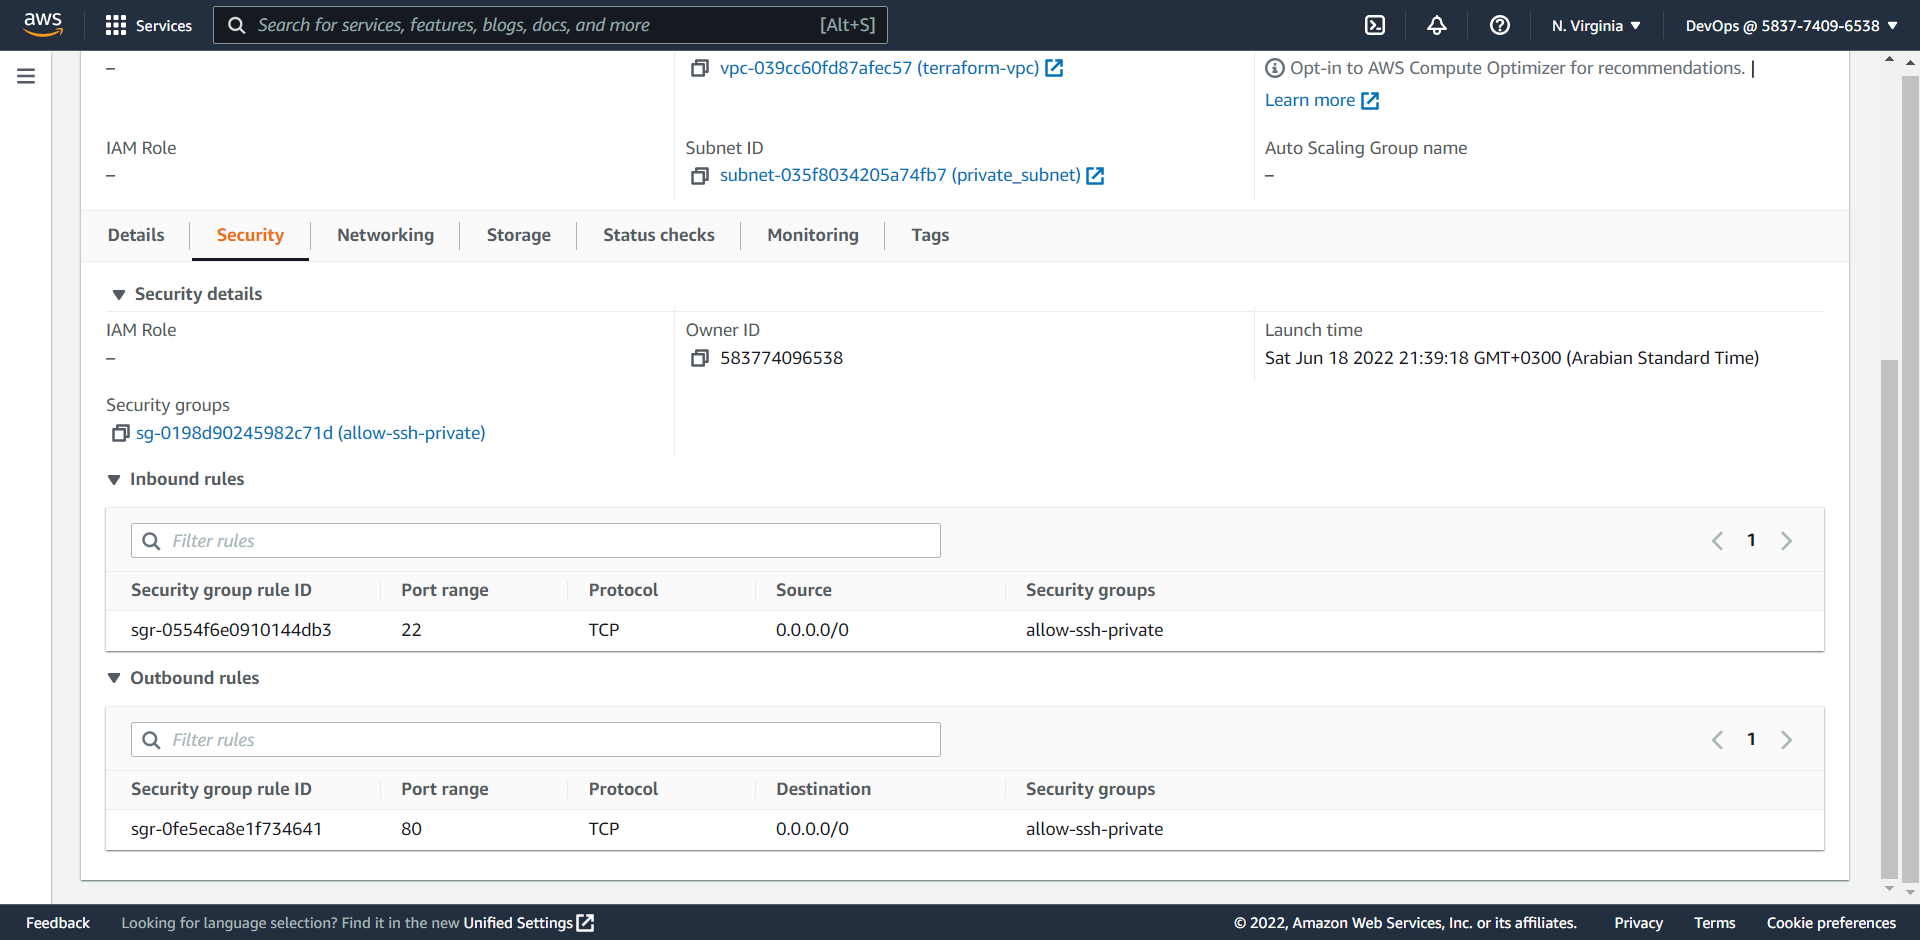 aws Services Search for services, features, blogs, docs, and more [Alt+S] N. Virginia DevOps @ 5837-7409-6538
– vpc-039cc60fd87afec57 (terraform-vpc) Opt-in to AWS Compute Optimizer for recommendations. |
Learn more
IAM Role Subnet ID Auto Scaling Group name
– subnet-035f8034205a74fb7 (private_subnet) –
Details Security Networking Storage Status checks Monitoring Tags
Security details
IAM Role Owner ID Launch time
– 583774096538 Sat Jun 18 2022 21:39:18 GMT+0300 (Arabian Standard Time)
Security groups
sg-0198d90245982c71d (allow-ssh-private)
Inbound rules
Filter rules 1
Security group rule ID Port range Protocol Source Security groups
sgr-0554f6e0910144db3 22 TCP 0.0.0.0/0 allow-ssh-private
Outbound rules
Filter rules 1
Security group rule ID Port range Protocol Destination Security groups
sgr-0fe5eca8e1f734641 80 TCP 0.0.0.0/0 allow-ssh-private
Feedback Looking for language selection? Find it in the new Unified Settings © 2022, Amazon Web Services, Inc. or its affiliates. Privacy Terms Cookie preferences